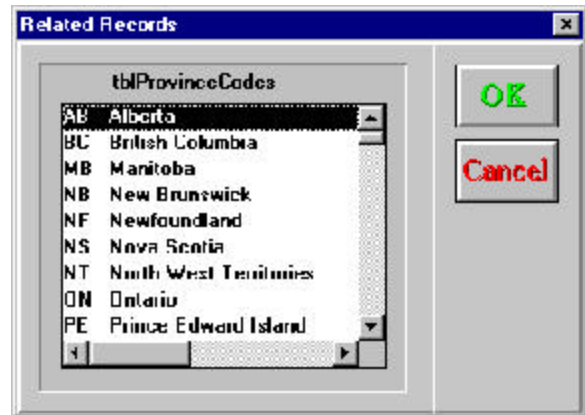 Related Records
tblProvinceCodes
AB Alberta
BC British Columbia
MB Manitoba
NB New Brunswick
NF Newfoundland
NS Nova Scotia
NT North West Territories
ON Ontario
PE Prince Edward Island
OK
Cancel